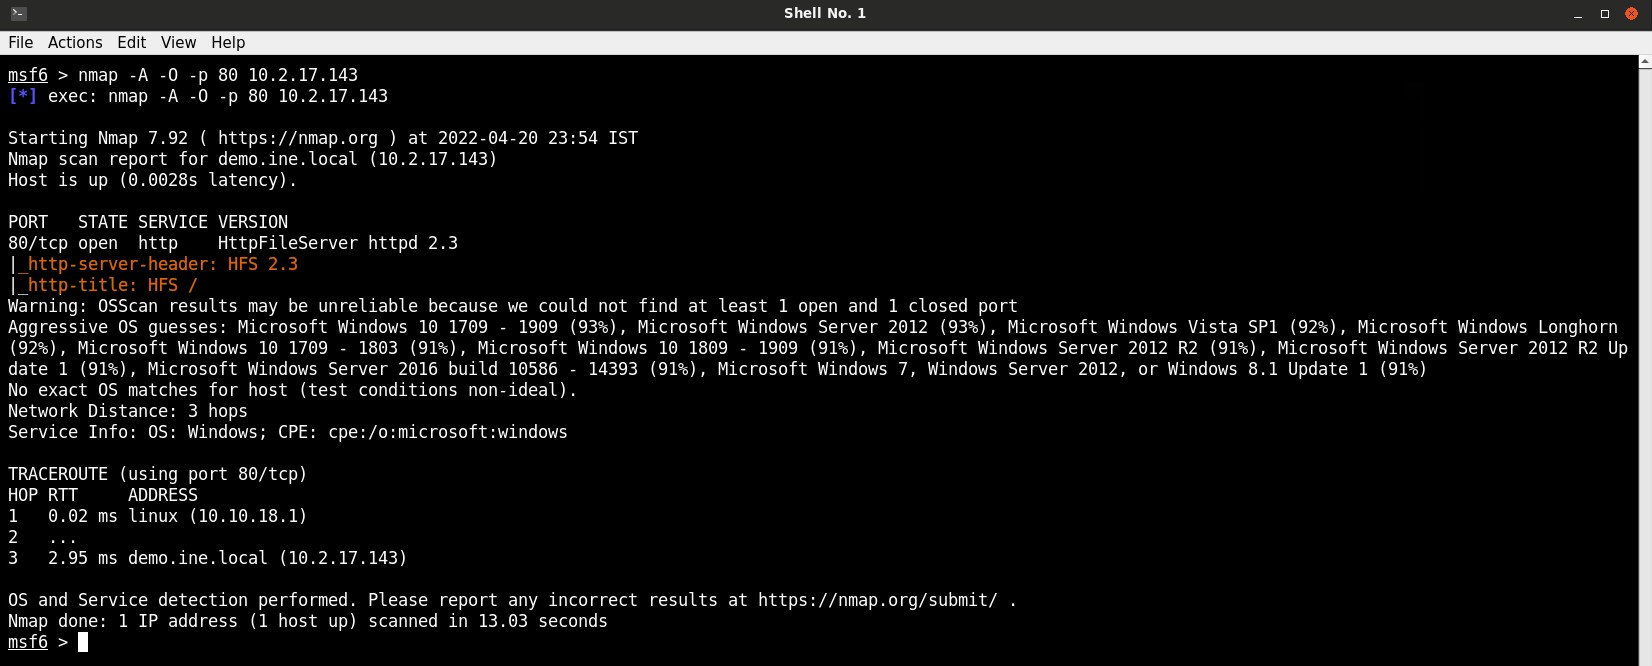 Shell No. 1
File Actions Edit View Help
msf6 > nmap -A -O -p 80 10.2.17.143
[*] exec: nmap -A -O -p 80 10.2.17.143
Starting Nmap 7.92 ( https://nmap.org ) at 2022-04-20 23:54 IST
Nmap scan report for demo.ine.local (10.2.17.143)
Host is up (0.0028s latency).
PORT   STATE SERVICE VERSION
80/tcp open  http    HttpFileServer httpd 2.3
|_http-server-header: HFS 2.3
|_http-title: HFS /
Warning: OSScan results may be unreliable because we could not find at least 1 open and 1 closed port
Aggressive OS guesses: Microsoft Windows 10 1709 - 1909 (93%), Microsoft Windows Server 2012 (93%), Microsoft Windows Vista SP1 (92%), Microsoft Windows Longhorn
(92%), Microsoft Windows 10 1709 - 1803 (91%), Microsoft Windows 10 1809 - 1909 (91%), Microsoft Windows Server 2012 R2 (91%), Microsoft Windows Server 2012 R2 Up
date 1 (91%), Microsoft Windows Server 2016 build 10586 - 14393 (91%), Microsoft Windows 7, Windows Server 2012, or Windows 8.1 Update 1 (91%)
No exact OS matches for host (test conditions non-ideal).
Network Distance: 3 hops
Service Info: OS: Windows; CPE: cpe:/o:microsoft:windows
TRACEROUTE (using port 80/tcp)
HOP RTT     ADDRESS
1   0.02 ms linux (10.10.18.1)
2   ...
3   2.95 ms demo.ine.local (10.2.17.143)
OS and Service detection performed. Please report any incorrect results at https://nmap.org/submit/ .
Nmap done: 1 IP address (1 host up) scanned in 13.03 seconds
msf6 >